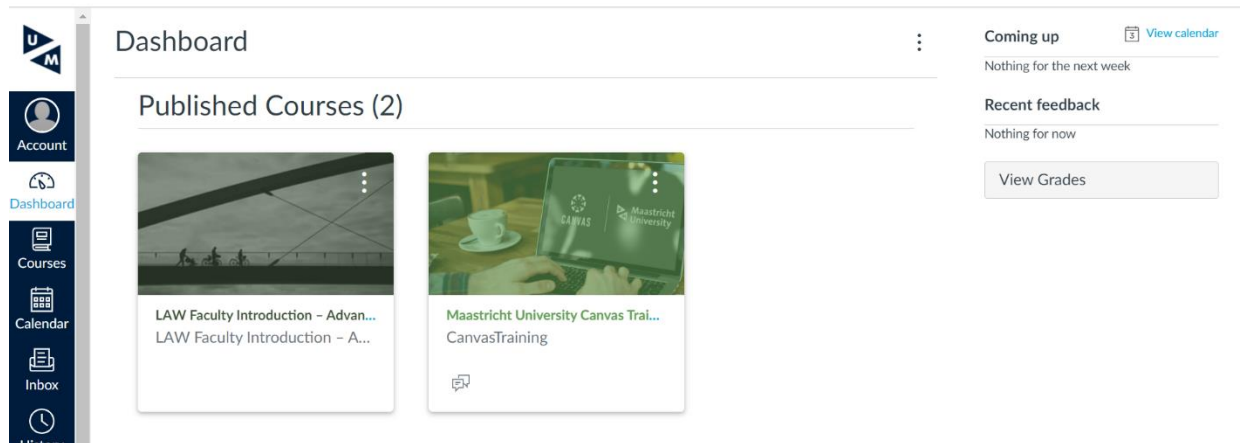 U
M
Account
Dashboard
Courses
Calendar
Inbox
Dashboard
Published Courses (2)
CANVAS
Maastricht
University
LAW Faculty Introduction – Advan...
LAW Faculty Introduction – A...
Maastricht University Canvas Trai...
CanvasTraining
Coming up
3
View calendar
Nothing for the next week
Recent feedback
Nothing for now
View Grades